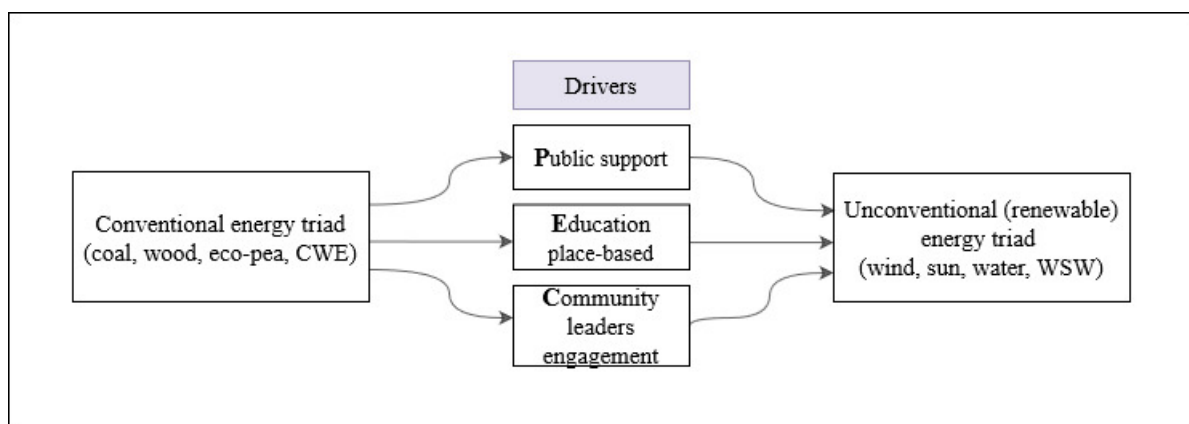 Drivers
Public support
Conventional energy triad
(coal, wood, eco-pea, CWE)
Education
place-based
Community
leaders
engagement
Unconventional (renewable)
energy triad
(wind, sun, water, WSW)